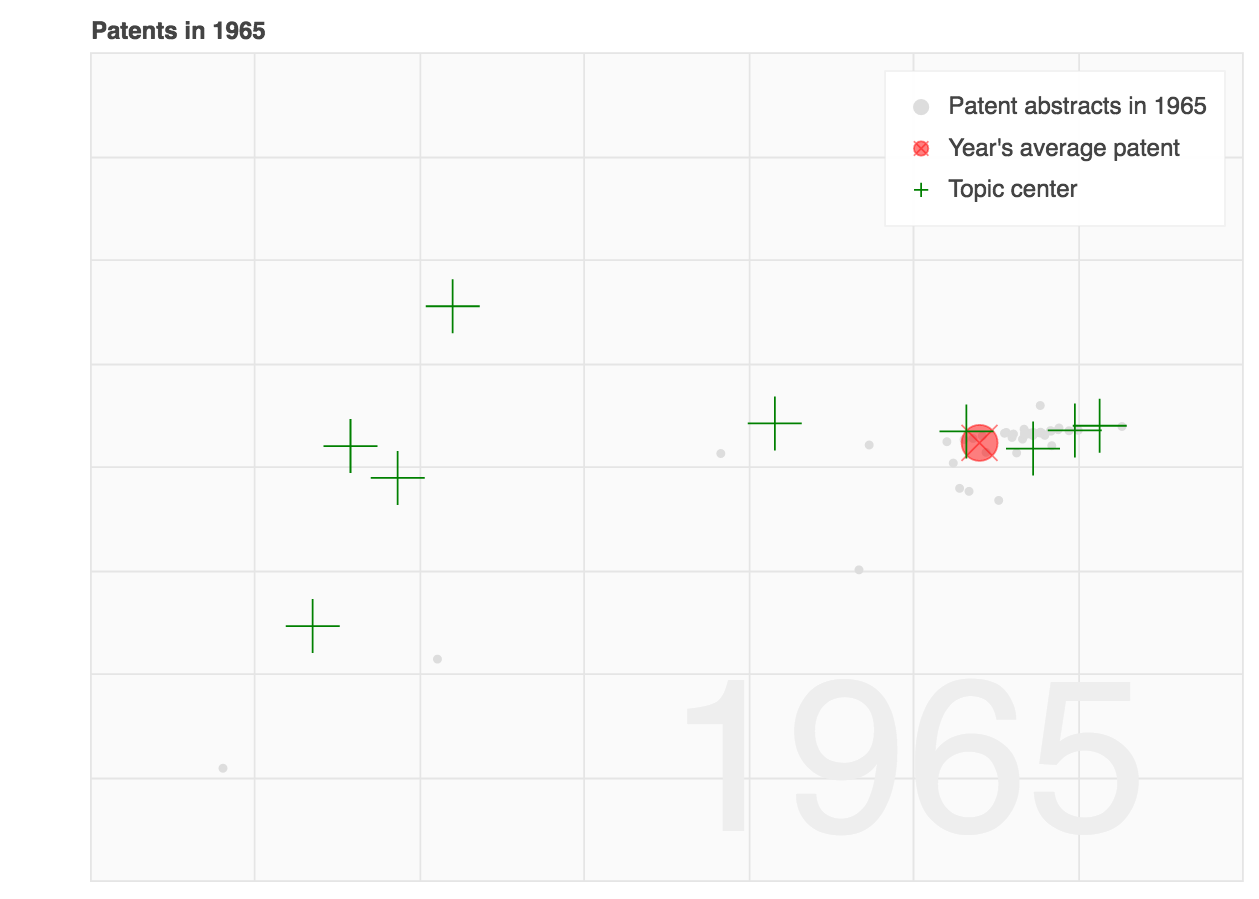 Patents in 1965
Patent abstracts in 1965
Year's average patent
Topic center
1965